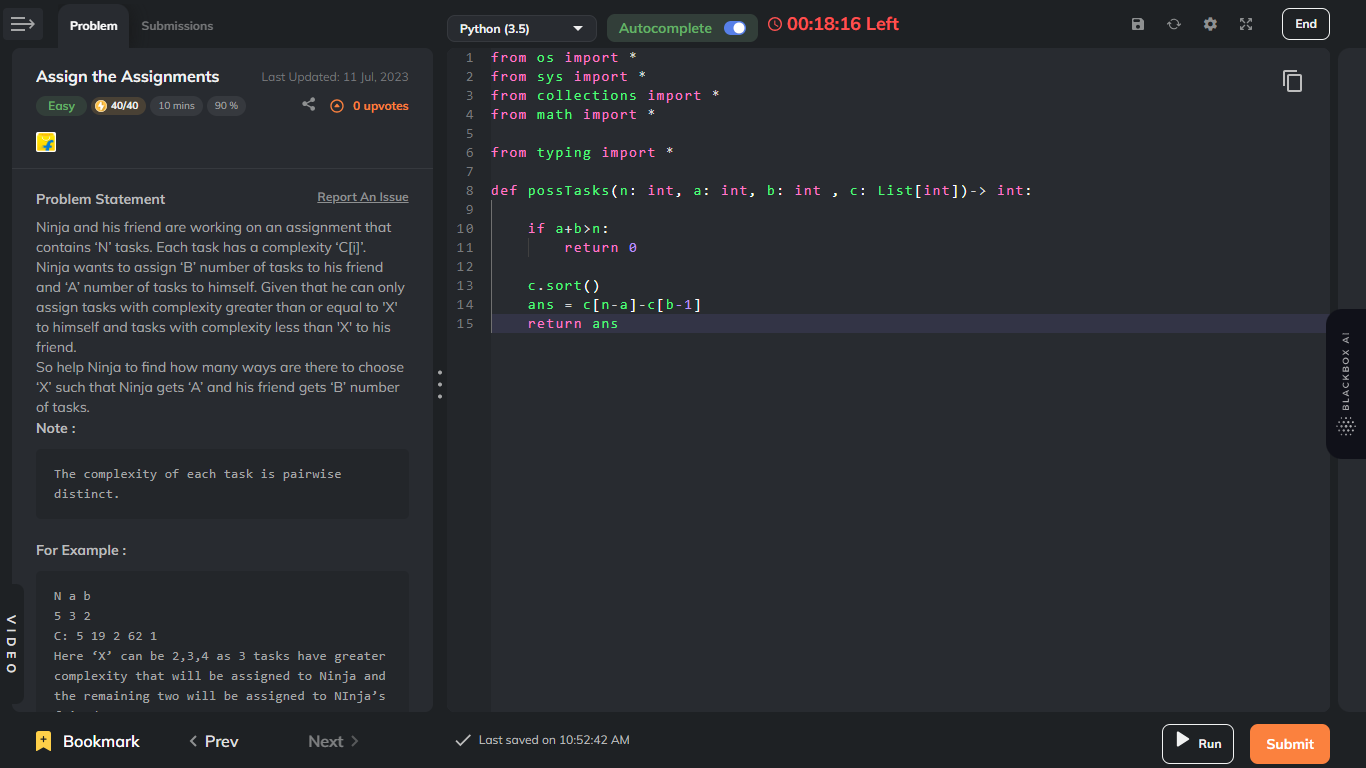 Problem
Submissions
Python (3.5)
Autocomplete
00:18:16 Left
End
Assign the Assignments
Last Updated: 11 Jul, 2023
Easy
40/40
10 mins
90 %
0 upvotes
Problem Statement
Report An Issue
Ninja and his friend are working on an assignment that
contains ‘N’ tasks. Each task has a complexity ‘C[i]’.
Ninja wants to assign ‘B’ number of tasks to his friend
and ‘A’ number of tasks to himself. Given that he can only
assign tasks with complexity greater than or equal to 'X'
to himself and tasks with complexity less than 'X' to his
friend.
So help Ninja to find how many ways are there to choose
‘X’ such that Ninja gets ‘A’ and his friend gets ‘B’ number
of tasks.
Note :
The complexity of each task is pairwise
distinct.
For Example :
N a b
5 3 2
C: 5 19 2 62 1
Here ‘X’ can be 2,3,4 as 3 tasks have greater
complexity that will be assigned to Ninja and
the remaining two will be assigned to NInja’s
VIDEO
1 from os import *
2 from sys import *
3 from collections import *
4 from math import *
5
6 from typing import *
7
8 def possTasks(n: int, a: int, b: int , c: List[int])-> int:
9
10 if a+b>n:
11 return 0
12
13 c.sort()
14 ans = c[n-a]-c[b-1]
15 return ans
BLACKBOX AI
Bookmark
Prev
Next
Last saved on 10:52:42 AM
Run
Submit